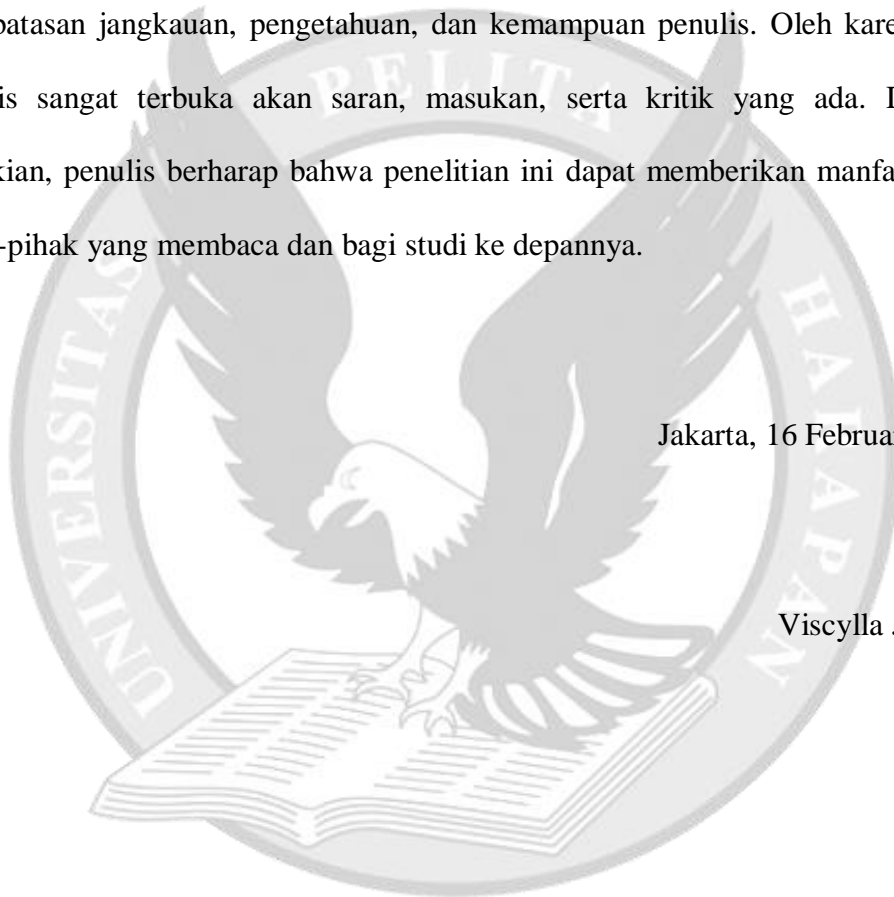 batasan jangkauan, pengetahuan, dan kemampuan penulis. Oleh kare
is sangat terbuka akan saran, masukan, serta kritik yang ada.
kian, penulis berharap bahwa penelitian ini dapat memberikan manfa
-pihak yang membaca dan bagi studi ke depannya.
Jakarta, 16 Februa
Viscylla
UNIVERSITAS PELITA HARAPAN